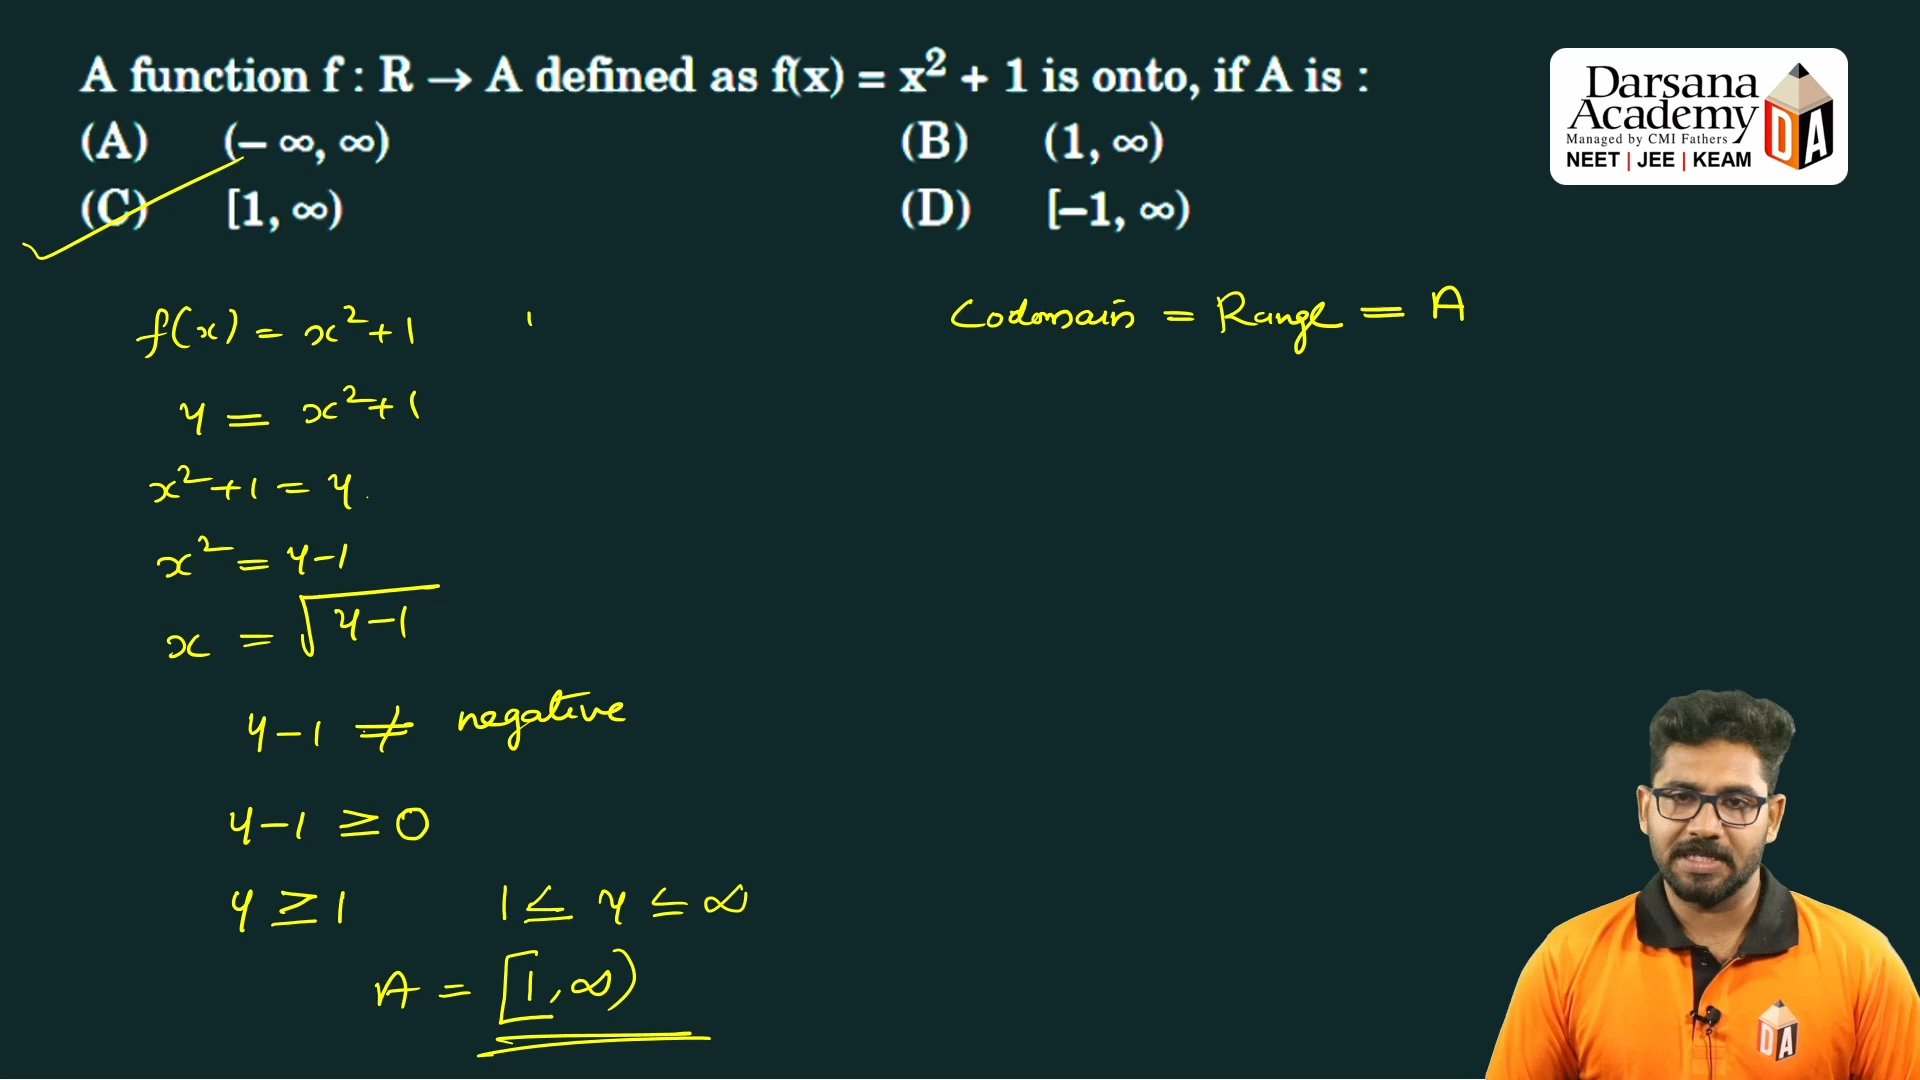 A function f : R → A defined as f(x) = x² + 1 is onto, if A is :
(A) (– ∞, ∞) (B) (1, ∞)
(C) [1, ∞) (D) [–1, ∞)
Darsana
Academy
Managed by CMI Fathers
NEET | JEE | KEAM
DA
f(x) = x²+1
Codomain = Range = A
y = x²+1
x²+1 = y.
x² = y-1
x = √(y-1)
y-1 ≠ negative
y-1 ≥ 0
y ≥ 1 1 ≤ y ≤ ∞
A = [1, ∞)
DA